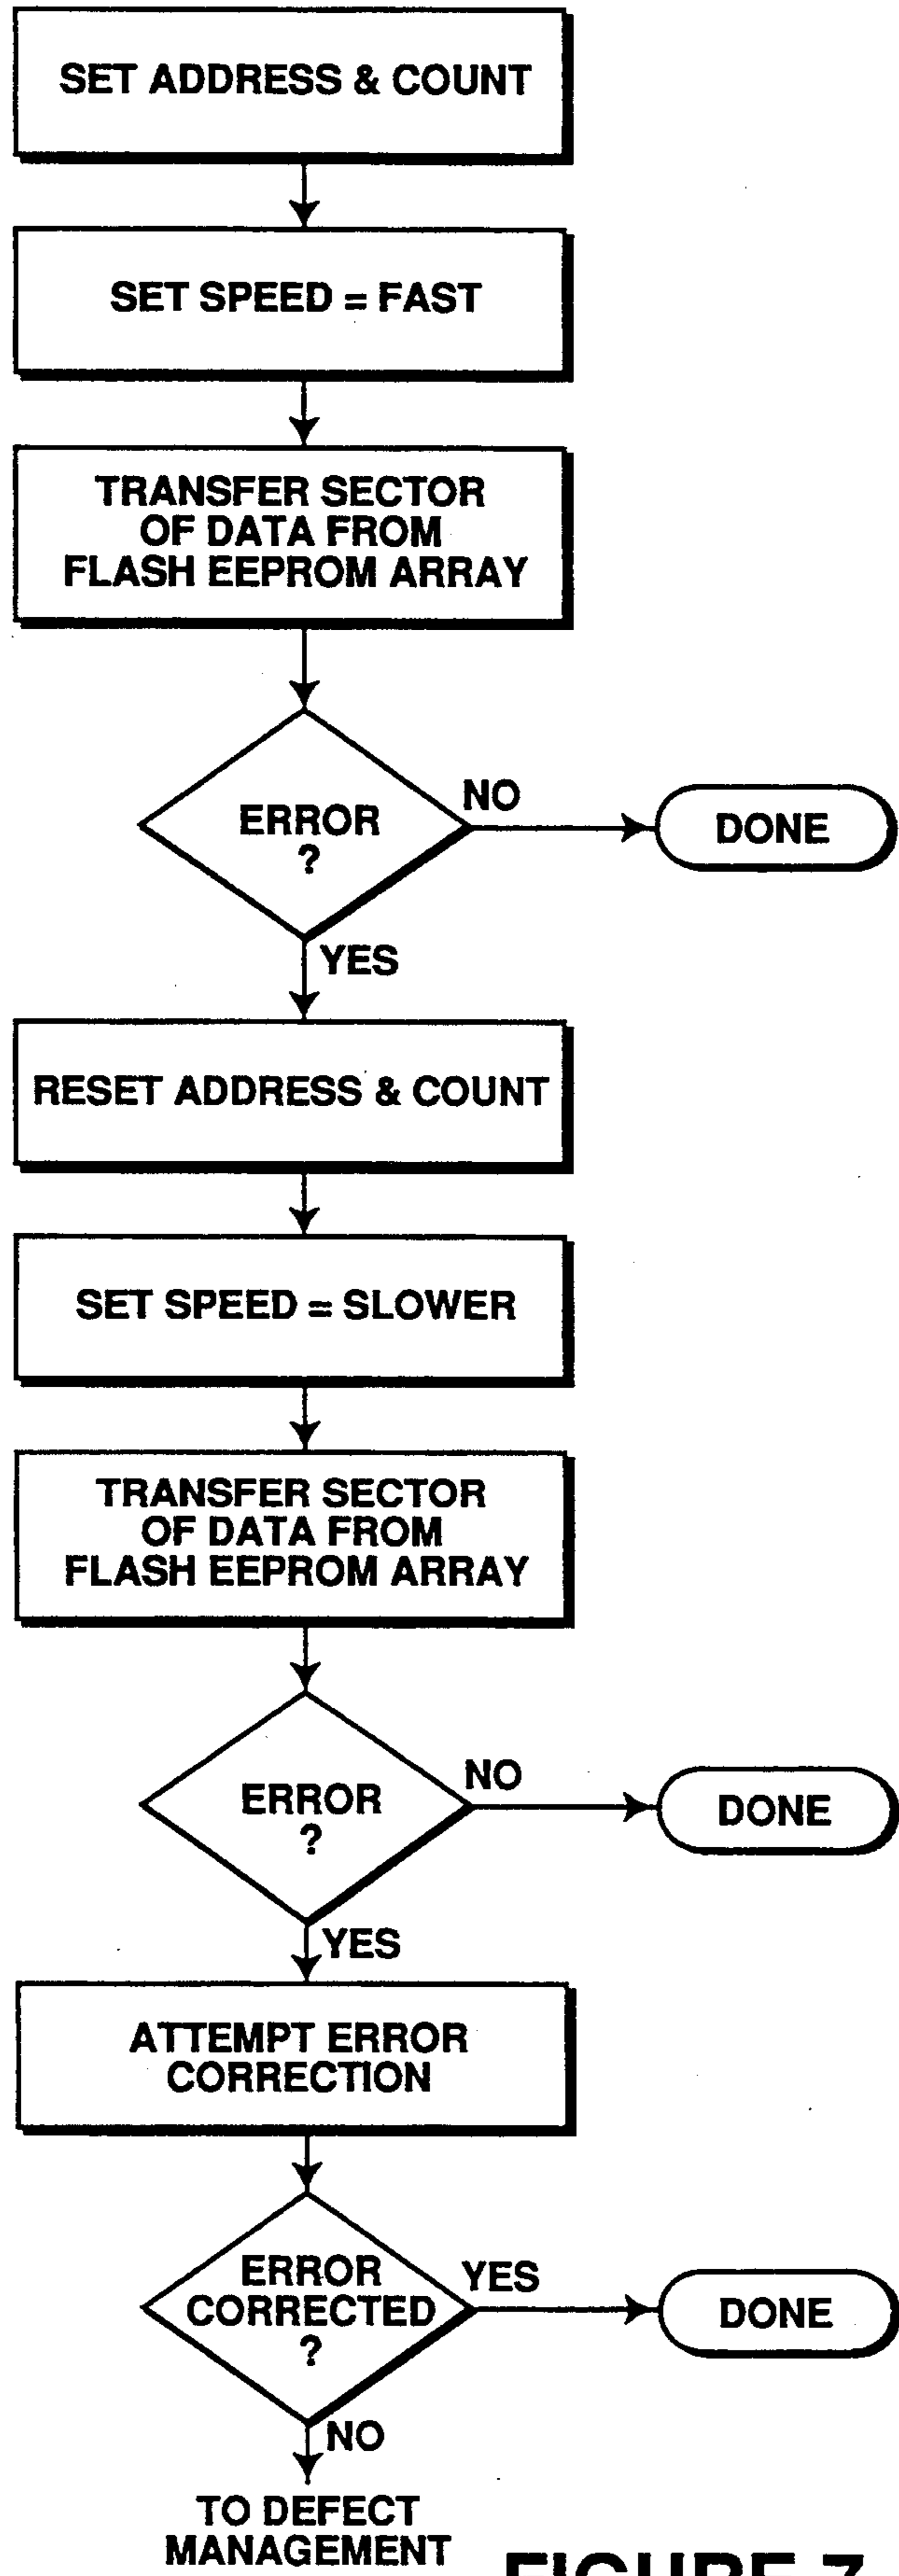 SET ADDRESS & COUNT
SET SPEED = FAST
TRANSFER SECTOR
OF DATA FROM
FLASH EEPROM ARRAY
ERROR
?
NO
DONE
YES
RESET ADDRESS & COUNT
SET SPEED = SLOWER
TRANSFER SECTOR
OF DATA FROM
FLASH EEPROM ARRAY
ERROR
?
NO
DONE
YES
ATTEMPT ERROR
CORRECTION
ERROR
CORRECTED
?
YES
DONE
NO
TO DEFECT
MANAGEMENT
FIGURE 7